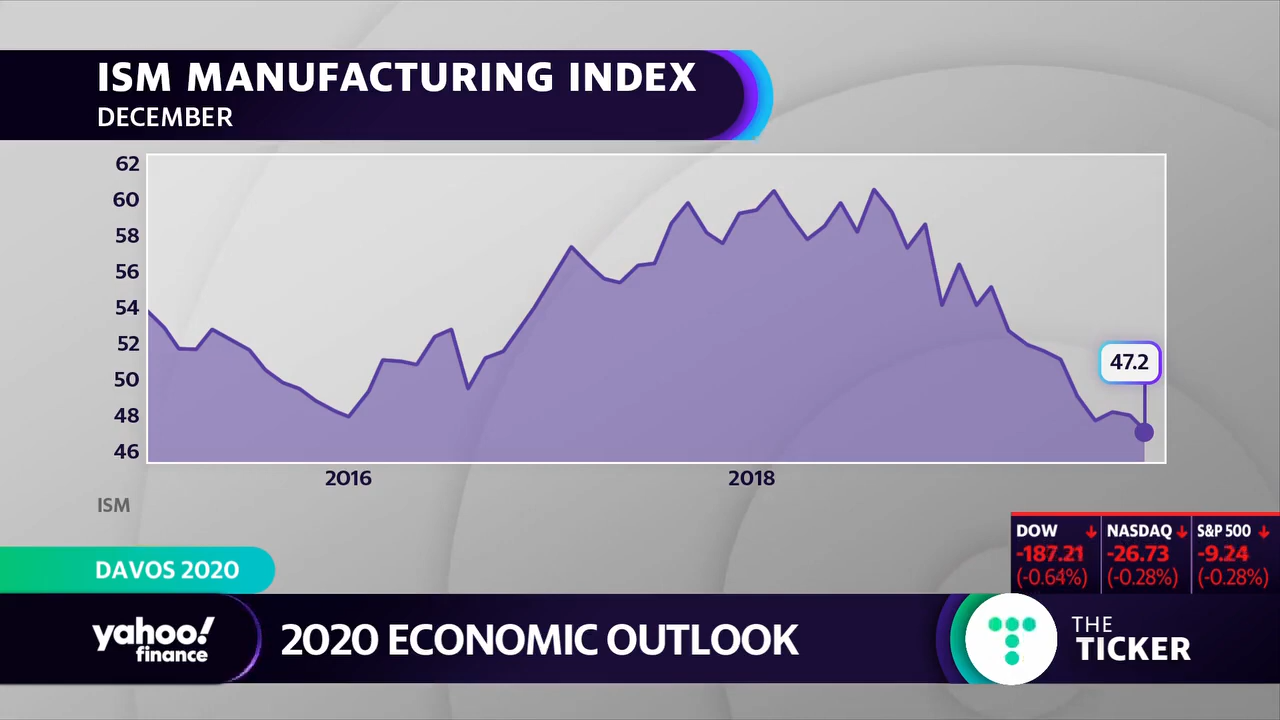 ISM MANUFACTURING INDEX
DECEMBER
62
60
58
56
54
52
50
48
46
47.2
2016
2018
ISM
DOW
-187.21
(-0.64%)
NASDAQ
-26.73
(-0.28%)
S&P 500
-9.24
(-0.28%)
DAVOS 2020
yahoo!
finance
2020 ECONOMIC OUTLOOK
THE
TICKER